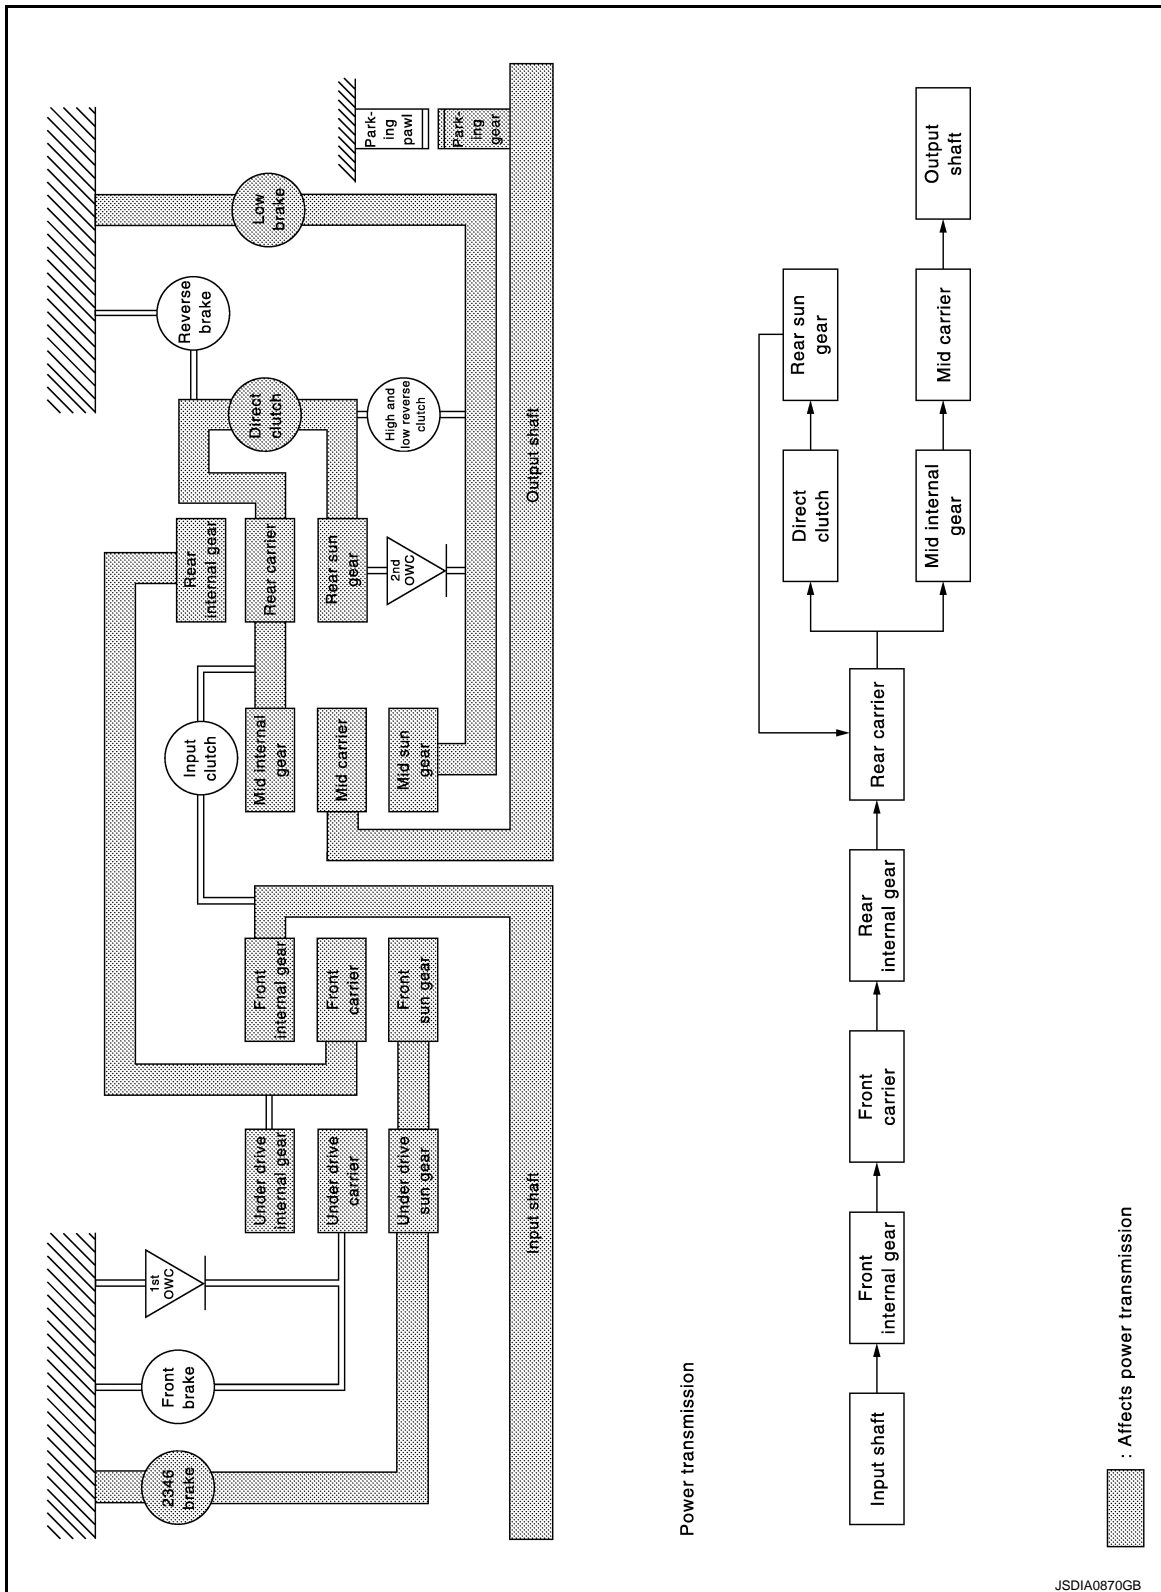 2346
brake
Front
brake
1st
OWC
Under drive
internal gear
Under drive
carrier
Under drive
sun gear
Front
internal gear
Front
carrier
Front
sun gear
Input shaft
Input
clutch
Mid internal
gear
Mid carrier
Mid sun
gear
Rear
internal gear
Rear carrier
Rear sun
gear
2nd
OWC
Direct
clutch
High and
low reverse
clutch
Reverse
brake
Low
brake
Park-
ing
pawl
Park-
ing
gear
Output shaft
Power transmission
Input shaft
Front
internal gear
Front
carrier
Rear
internal gear
Rear carrier
Direct
clutch
Rear sun
gear
Mid internal
gear
Mid carrier
Output
shaft
: Affects power transmission
JSDIA0870GB